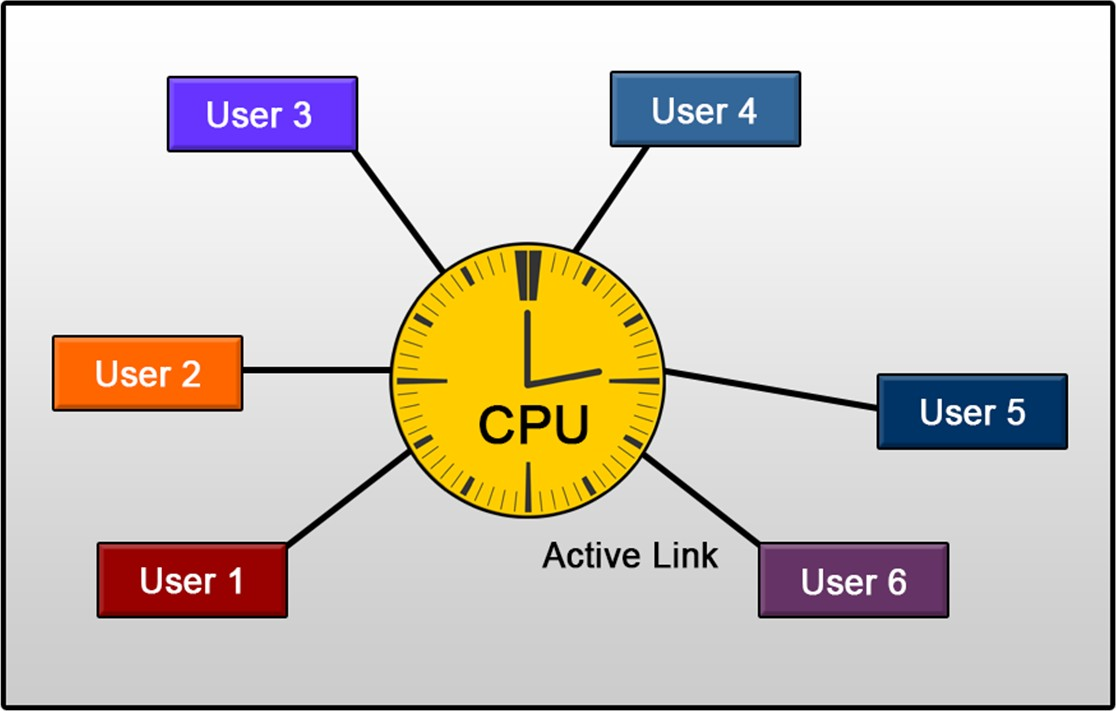 User 3
User 4
User 2
CPU
User 5
Active Link
User 1
User 6